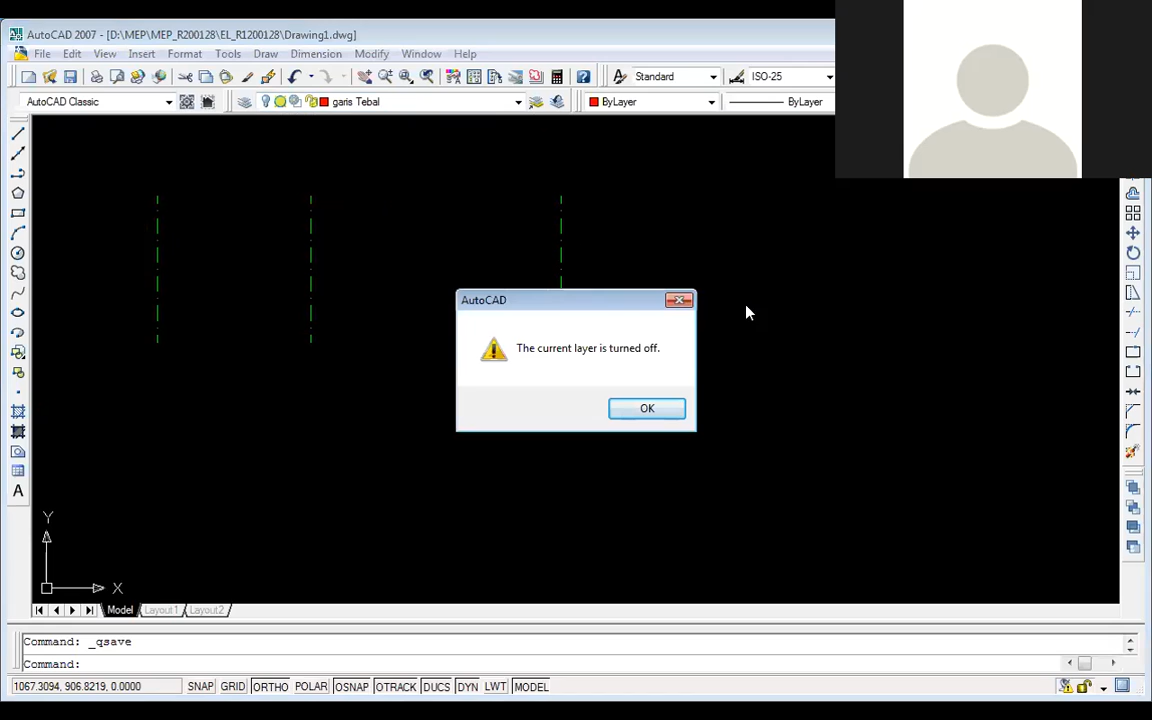 AutoCAD 2007 - [D:\MEP\MEP_R200128\EL_R1200128\Drawing1.dwg]
File Edit View Insert Format Tools Draw Dimension Modify Window Help
Standard ISO-25
AutoCAD Classic garis Tebal ByLayer ByLayer
AutoCAD
The current layer is turned off.
OK
A
Y
X
Model Layout1 Layout2
Command: _qsave
Command:
1067.3094, 906.8219, 0.0000 SNAP GRID ORTHO POLAR OSNAP OTRACK DUCS DYN LWT MODEL